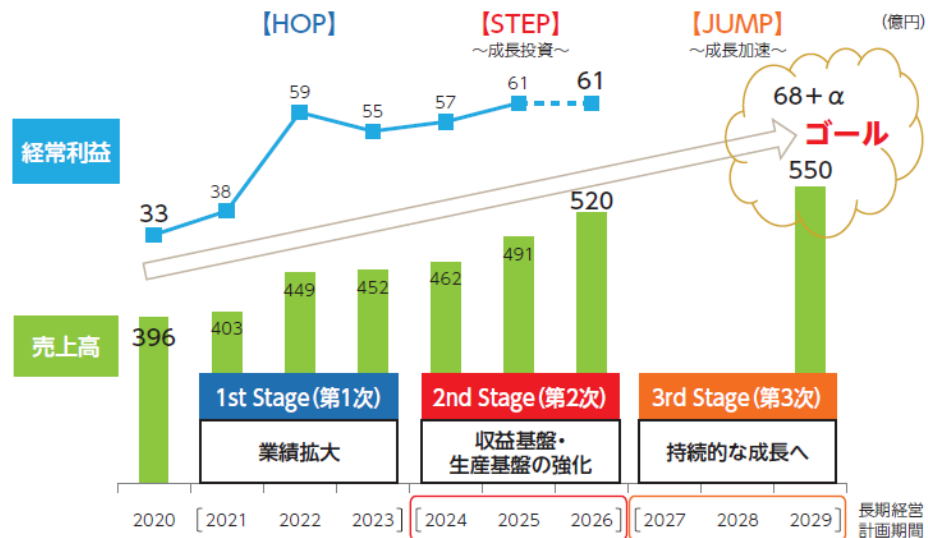 【HOP】
【STEP】
～成長投資～
【JUMP】
～成長加速～
(億円)
経常利益
33
38
59
55
57
61
61
68＋α
ゴール
売上高
396
403
449
452
462
491
520
550
1st Stage（第1次）
業績拡大
2nd Stage（第2次）
収益基盤・
生産基盤の強化
3rd Stage（第3次）
持続的な成長へ
2020 [2021 2022 2023] [2024 2025 2026] [2027 2028 2029]
長期経営
計画期間